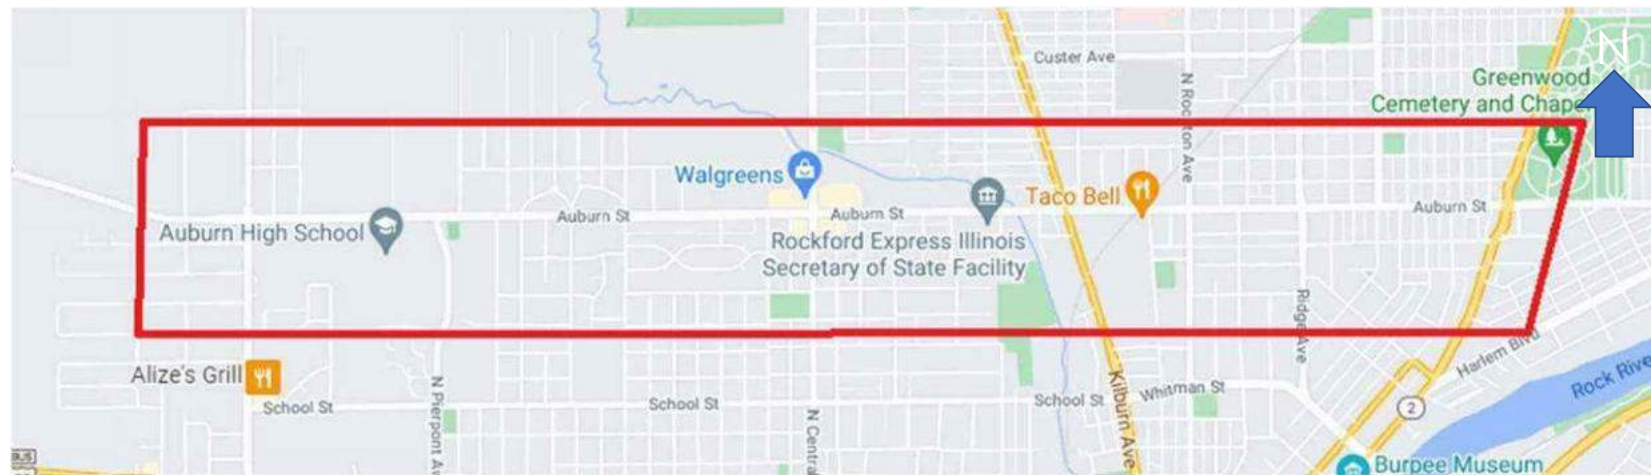 N
Custer Ave
Greenwood
Cemetery and Chapel
N Rockton Ave
Walgreens
Taco Bell
Auburn St
Auburn St
Auburn St
Auburn High School
Rockford Express Illinois
Secretary of State Facility
Ridge Ave
Harlem Blvd
Alize's Grill
School St
School St
School St
N Pierpont Av
N Central
Kilburn Ave
Whitman St
2
Rock River
BUS
Burpee Museum